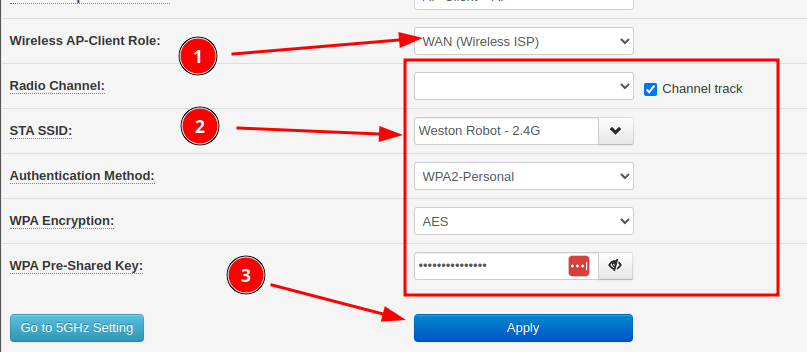 Wireless AP-Client Role:
1
WAN (Wireless ISP)
Radio Channel:
Channel track
STA SSID:
2
Weston Robot - 2.4G
Authentication Method:
WPA2-Personal
WPA Encryption:
AES
WPA Pre-Shared Key:
•••••••••••••••
3
Go to 5GHz Setting
Apply